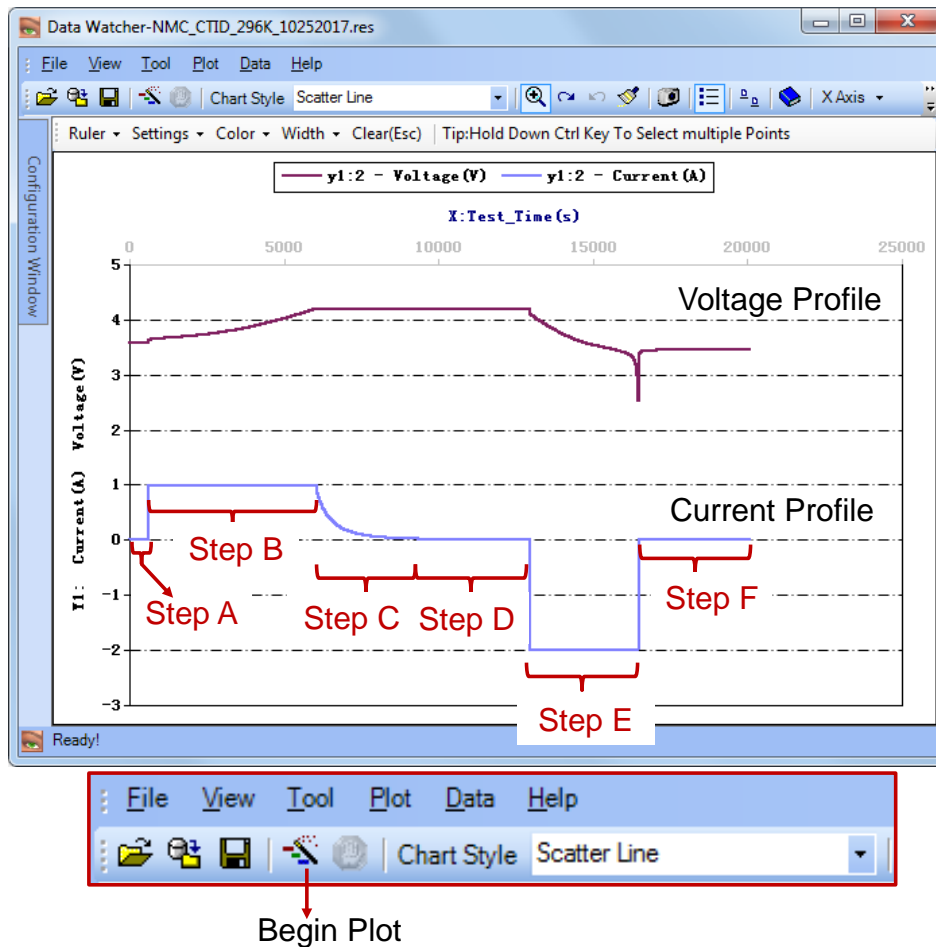 Data Watcher-NMC_CTID_296K_10252017.res
File View Tool Plot Data Help
Chart Style Scatter Line X Axis
Ruler Settings Color Width Clear(Esc) Tip:Hold Down Ctrl Key To Select multiple Points
Configuration Window
y1:2 - Voltage(V) y1:2 - Current(A)
X:Test_Time(s)
0 5000 10000 15000 20000 25000
5
4
3
2
1
0
-1
-2
-3
Y1: Current(A) Voltage(V)
Voltage Profile
Current Profile
Step A
Step B
Step C
Step D
Step E
Step F
Ready!
File View Tool Plot Data Help
Chart Style Scatter Line
Begin Plot